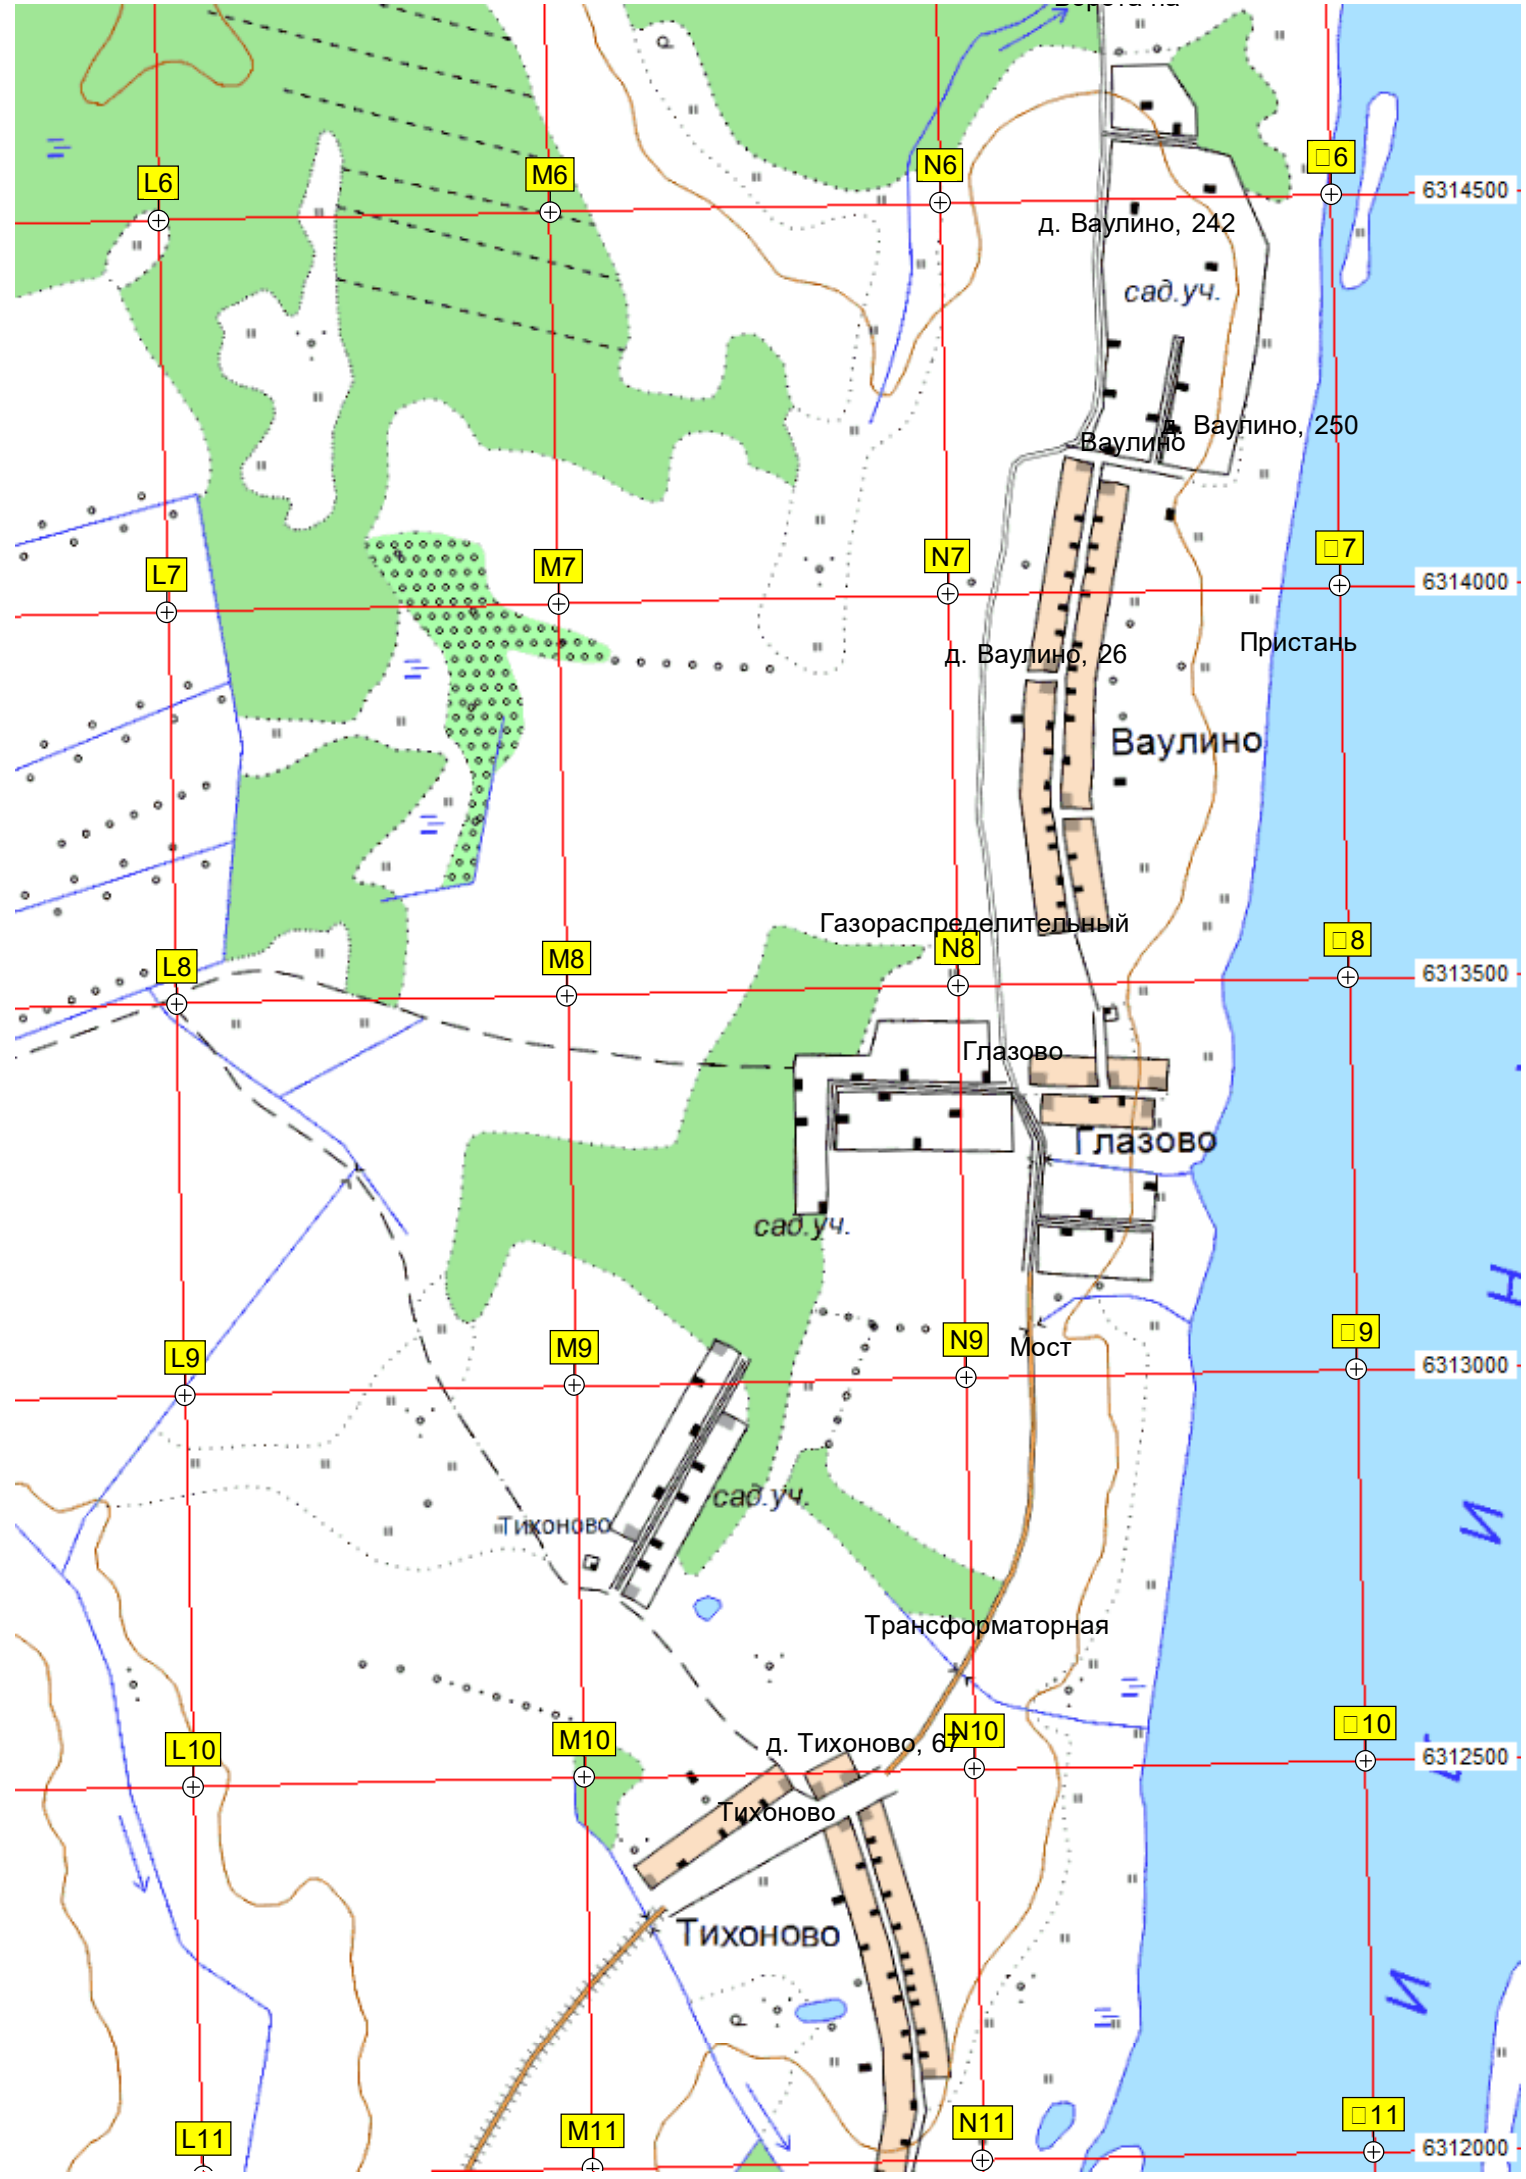 L6
M6
N6
□6
6314500
д. Ваулино, 242
сад.уч.
д. Ваулино, 250
Ваулино
L7
M7
N7
□7
6314000
д. Ваулино, 26
Пристань
Ваулино
Газораспределительный
L8
M8
N8
□8
6313500
Глазово
Глазово
сад.уч.
Н
L9
M9
N9
□9
Мост
6313000
сад.уч.
Тихоново
И
Трансформаторная
L10
M10
N10
□10
д. Тихоново, 67
6312500
Тихоново
Тихоново
И
L11
M11
N11
□11
6312000